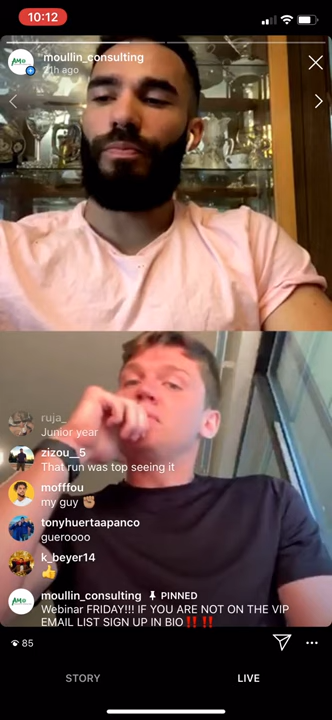 10:12
moullin_consulting
21h ago
ruja_
Junior year
zizou__5
That run was top seeing it
mofffou
my guy ✊🏽
tonyhuertaapanco
gueroooo
k_beyer14
👍
moullin_consulting 📌 PINNED
Webinar FRIDAY!!! IF YOU ARE NOT ON THE VIP
EMAIL LIST SIGN UP IN BIO‼️ ‼️
85
STORY
LIVE